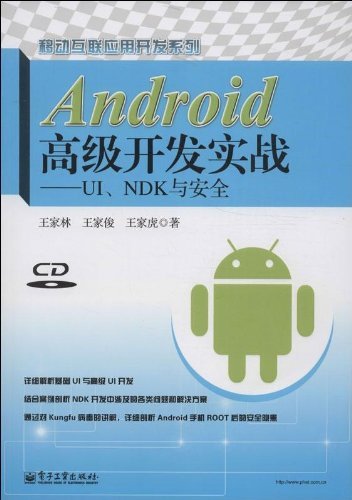 移动互联应用开发系列
Android
高级开发实战
——UI、NDK与安全
王家林 王家俊 王家虎◎著
CD
详细解析基础UI与高级UI开发
结合案例剖析NDK开发中涉及的各类问题和解决方案
通过对Kungfu病毒的讲解，详细剖析Android手机ROOT后的安全隐患
电子工业出版社
http://www.phei.com.cn